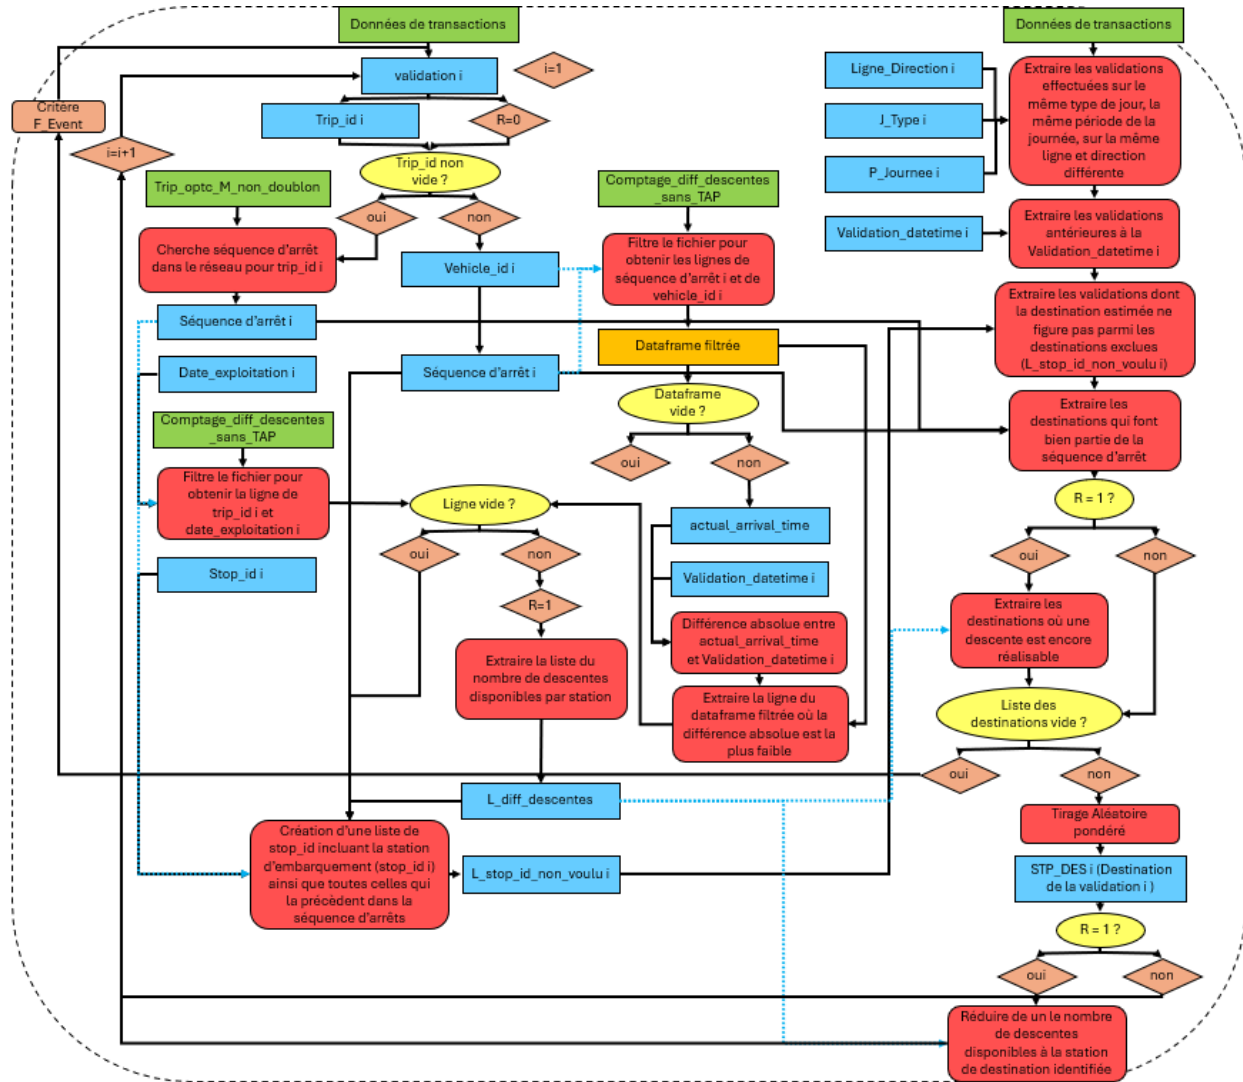 Données de transactions
validation i
i=1
Critère
F_Event
Trip_id i
R=0
i=i+1
Trip_id non
vide ?
Trip_optc_M_non_doublon
oui
non
Cherche séquence d'arrêt
dans le réseau pour trip_id i
Vehicle_id i
Séquence d'arrêt i
Date_exploitation i
Séquence d'arrêt i
Comptage_diff_descentes
_sans_TAP
Filtre le fichier pour
obtenir la ligne de
trip_id i et
date_exploitation i
Stop_id i
Ligne vide ?
oui
non
R=1
Extraire la liste du
nombre de descentes
disponibles par station
L_diff_descentes
Création d'une liste de
stop_id incluant la station
d'embarquement (stop_id i)
ainsi que toutes celles qui
la précèdent dans la
séquence d'arrêts
L_stop_id_non_voulu i
Comptage_diff_descentes
_sans_TAP
Filtre le fichier pour
obtenir les lignes de
séquence d'arrêt i et de
vehicle_id i
Dataframe filtrée
Dataframe
vide ?
oui
non
actual_arrival_time
Validation_datetime i
Différence absolue entre
actual_arrival_time
et Validation_datetime i
Extraire la ligne du
dataframe filtrée où la
différence absolue est la
plus faible
Données de transactions
Ligne_Direction i
J_Type i
P_Journee i
Extraire les validations
effectuées sur le
même type de jour, la
même période de la
journée, sur la même
ligne et direction
différente
Validation_datetime i
Extraire les validations
antérieures à la
Validation_datetime i
Extraire les validations dont
la destination estimée ne
figure pas parmi les
destinations exclues
(L_stop_id_non_voulu i)
Extraire les
destinations qui font
bien partie de la
séquence d'arrêt
R = 1 ?
oui
non
Extraire les
destinations où une
descente est encore
réalisable
Liste des
destinations vide ?
oui
non
Tirage Aléatoire
pondéré
STP_DES i (Destination
de la validation i )
R = 1 ?
oui
non
Réduire de un le nombre
de descentes
disponibles à la station
de destination identifiée